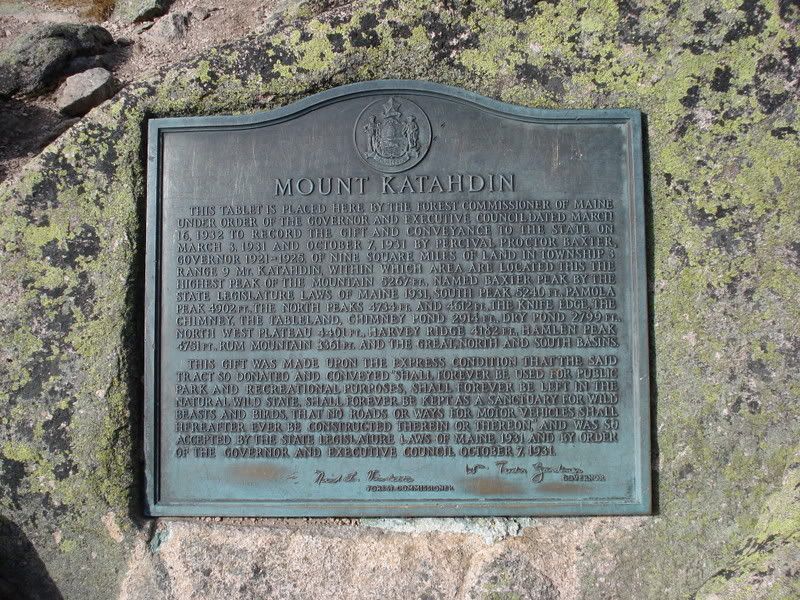 MOUNT KATAHDIN
THIS TABLET IS PLACED HERE BY THE FOREST COMMISSIONER OF MAINE
UNDER ORDER OF THE GOVERNOR AND EXECUTIVE COUNCIL DATED MARCH
16, 1932 TO RECORD THE GIFT AND CONVEYANCE TO THE STATE ON
MARCH 3, 1931 AND OCTOBER 7, 1931 BY PERCIVAL PROCTOR BAXTER,
GOVERNOR 1921-1925, OF NINE SQUARE MILES OF LAND IN TOWNSHIP 3
RANGE 9 MT. KATAHDIN, WITHIN WHICH AREA ARE LOCATED THIS THE
HIGHEST PEAK OF THE MOUNTAIN 5267 FT., NAMED BAXTER PEAK BY THE
STATE LEGISLATURE LAWS OF MAINE 1931, SOUTH PEAK 5240 FT., PAMOLA
PEAK 4902 FT., THE NORTH PEAKS 4734 FT. AND 4612 FT., THE KNIFE EDGE, THE
CHIMNEY, THE TABLELAND, CHIMNEY POND 2914 FT., DRY POND 2799 FT.,
NORTH WEST PLATEAU 4401 FT., HARVEY RIDGE 4182 FT., HAMLEN PEAK
4751 FT., RUM MOUNTAIN 3361 FT. AND THE GREAT, NORTH AND SOUTH BASINS.
THIS GIFT WAS MADE UPON THE EXPRESS CONDITION THAT THE SAID
TRACT SO DONATED AND CONVEYED "SHALL FOREVER BE USED FOR PUBLIC
PARK AND RECREATIONAL PURPOSES, SHALL FOREVER BE LEFT IN THE
NATURAL WILD STATE, SHALL FOREVER BE KEPT AS A SANCTUARY FOR WILD
BEASTS AND BIRDS, THAT NO ROADS OR WAYS FOR MOTOR VEHICLES SHALL
HEREAFTER EVER BE CONSTRUCTED THEREIN OR THEREON," AND WAS SO
ACCEPTED BY THE STATE LEGISLATURE LAWS OF MAINE 1931 AND BY ORDER
OF THE GOVERNOR AND EXECUTIVE COUNCIL OCTOBER 7, 1931.
Wm Tudor Gardiner
FOREST COMMISSIONER
GOVERNOR